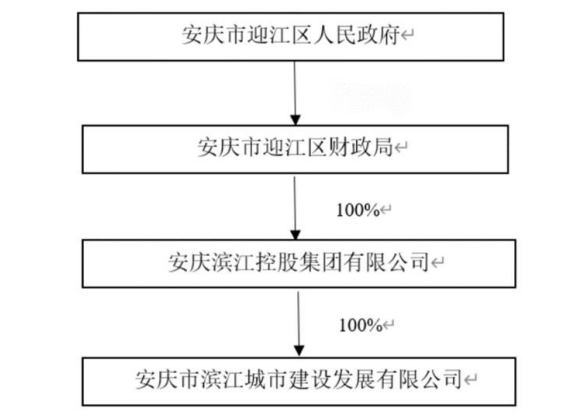 安庆市迎江区人民政府↵
安庆市迎江区财政局↵
100%↵
安庆滨江控股集团有限公司↵
100%↵
安庆市滨江城市建设发展有限公司↵